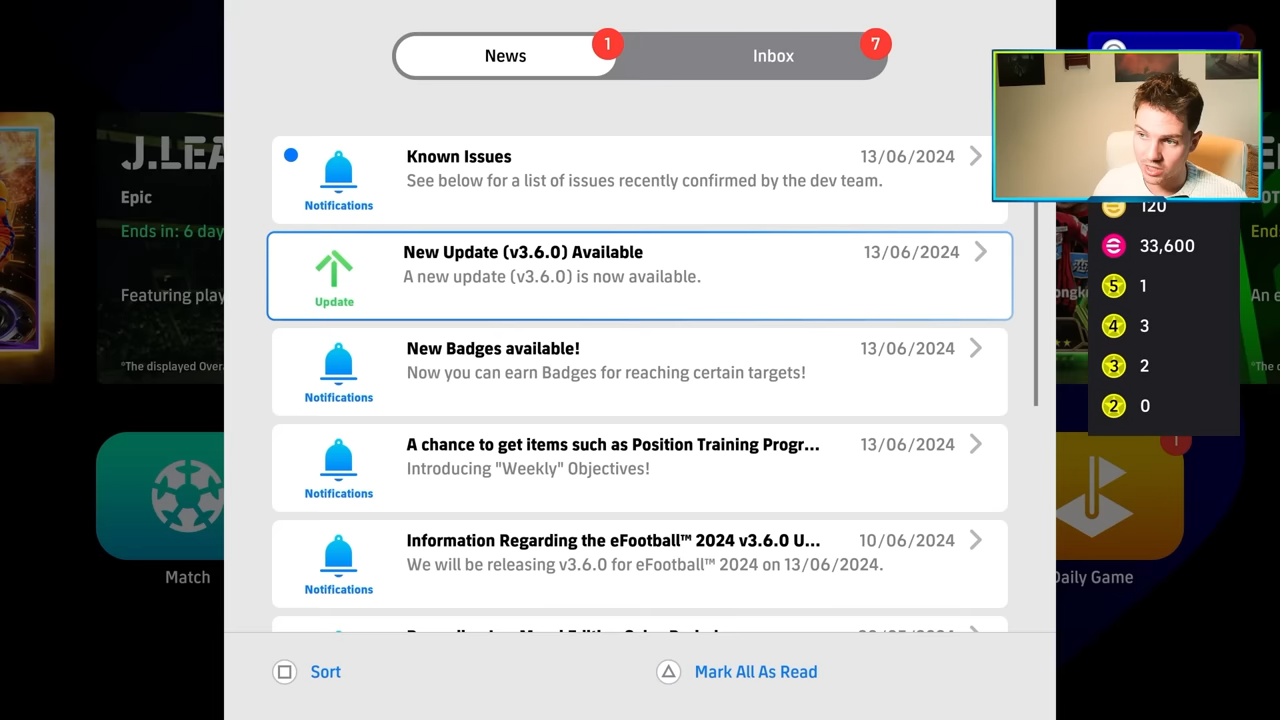 News
1
Inbox
7
Known Issues
13/06/2024
See below for a list of issues recently confirmed by the dev team.
Notifications
New Update (v3.6.0) Available
13/06/2024
A new update (v3.6.0) is now available.
Update
New Badges available!
13/06/2024
Now you can earn Badges for reaching certain targets!
Notifications
A chance to get items such as Position Training Progr...
13/06/2024
Introducing "Weekly" Objectives!
Notifications
Information Regarding the eFootball™ 2024 v3.6.0 U...
10/06/2024
We will be releasing v3.6.0 for eFootball™ 2024 on 13/06/2024.
Notifications
Sort
Mark All As Read
J.LEA
Epic
Ends in: 6 day
Featuring play
*The displayed Overa
Match
120
33,600
5 1
4 3
3 2
2 0
End
An e
*The d
1
Daily Game